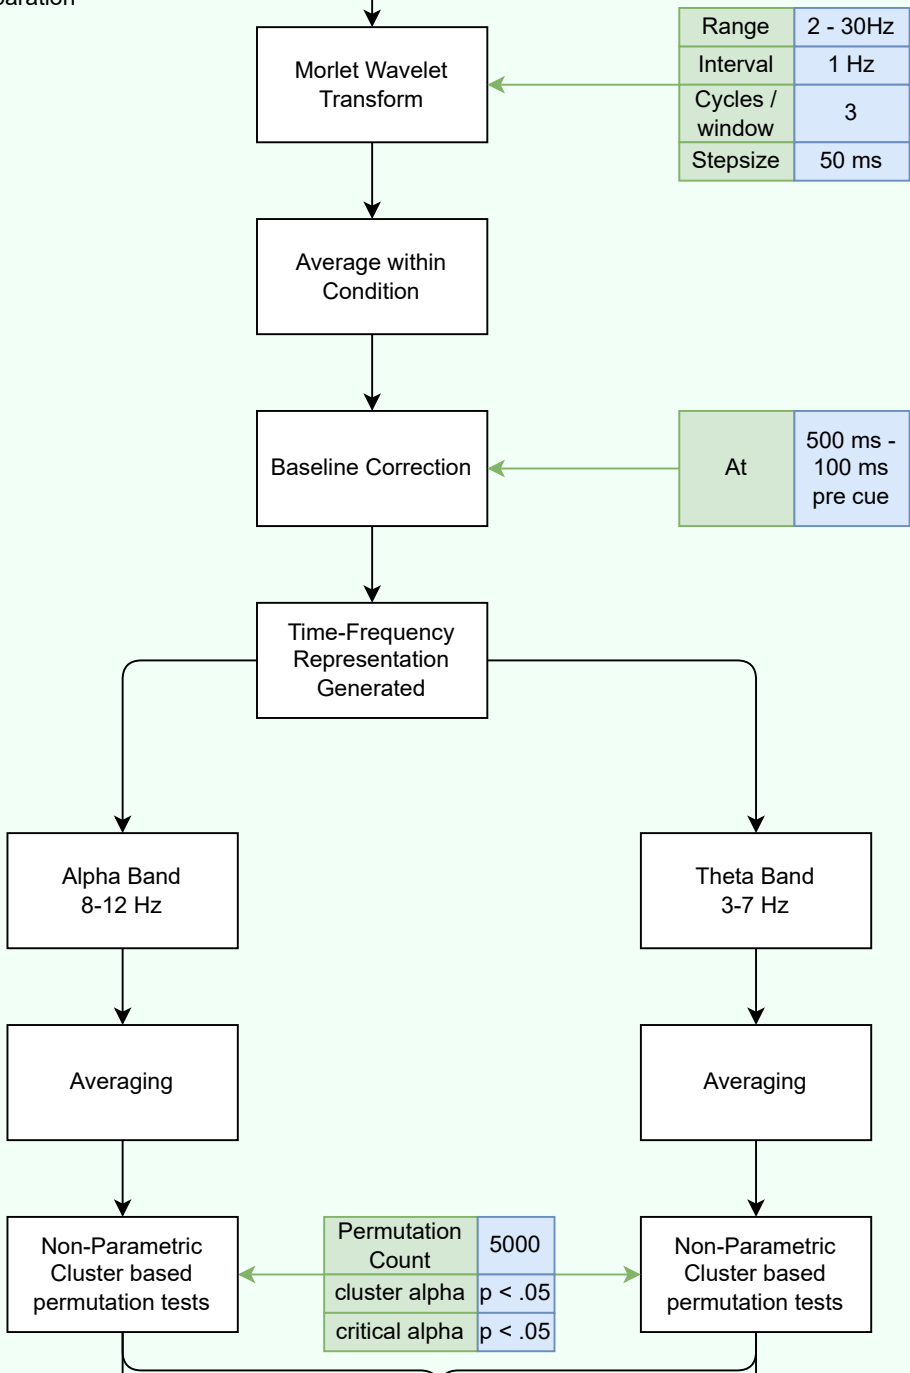 Morlet Wavelet
Transform
Range
2 - 30Hz
Interval
1 Hz
Cycles /
window
3
Stepsize
50 ms
Average within
Condition
Baseline Correction
At
500 ms -
100 ms
pre cue
Time-Frequency
Representation
Generated
Alpha Band
8-12 Hz
Theta Band
3-7 Hz
Averaging
Averaging
Non-Parametric
Cluster based
permutation tests
Permutation
Count
5000
cluster alpha
p < .05
critical alpha
p < .05
Non-Parametric
Cluster based
permutation tests